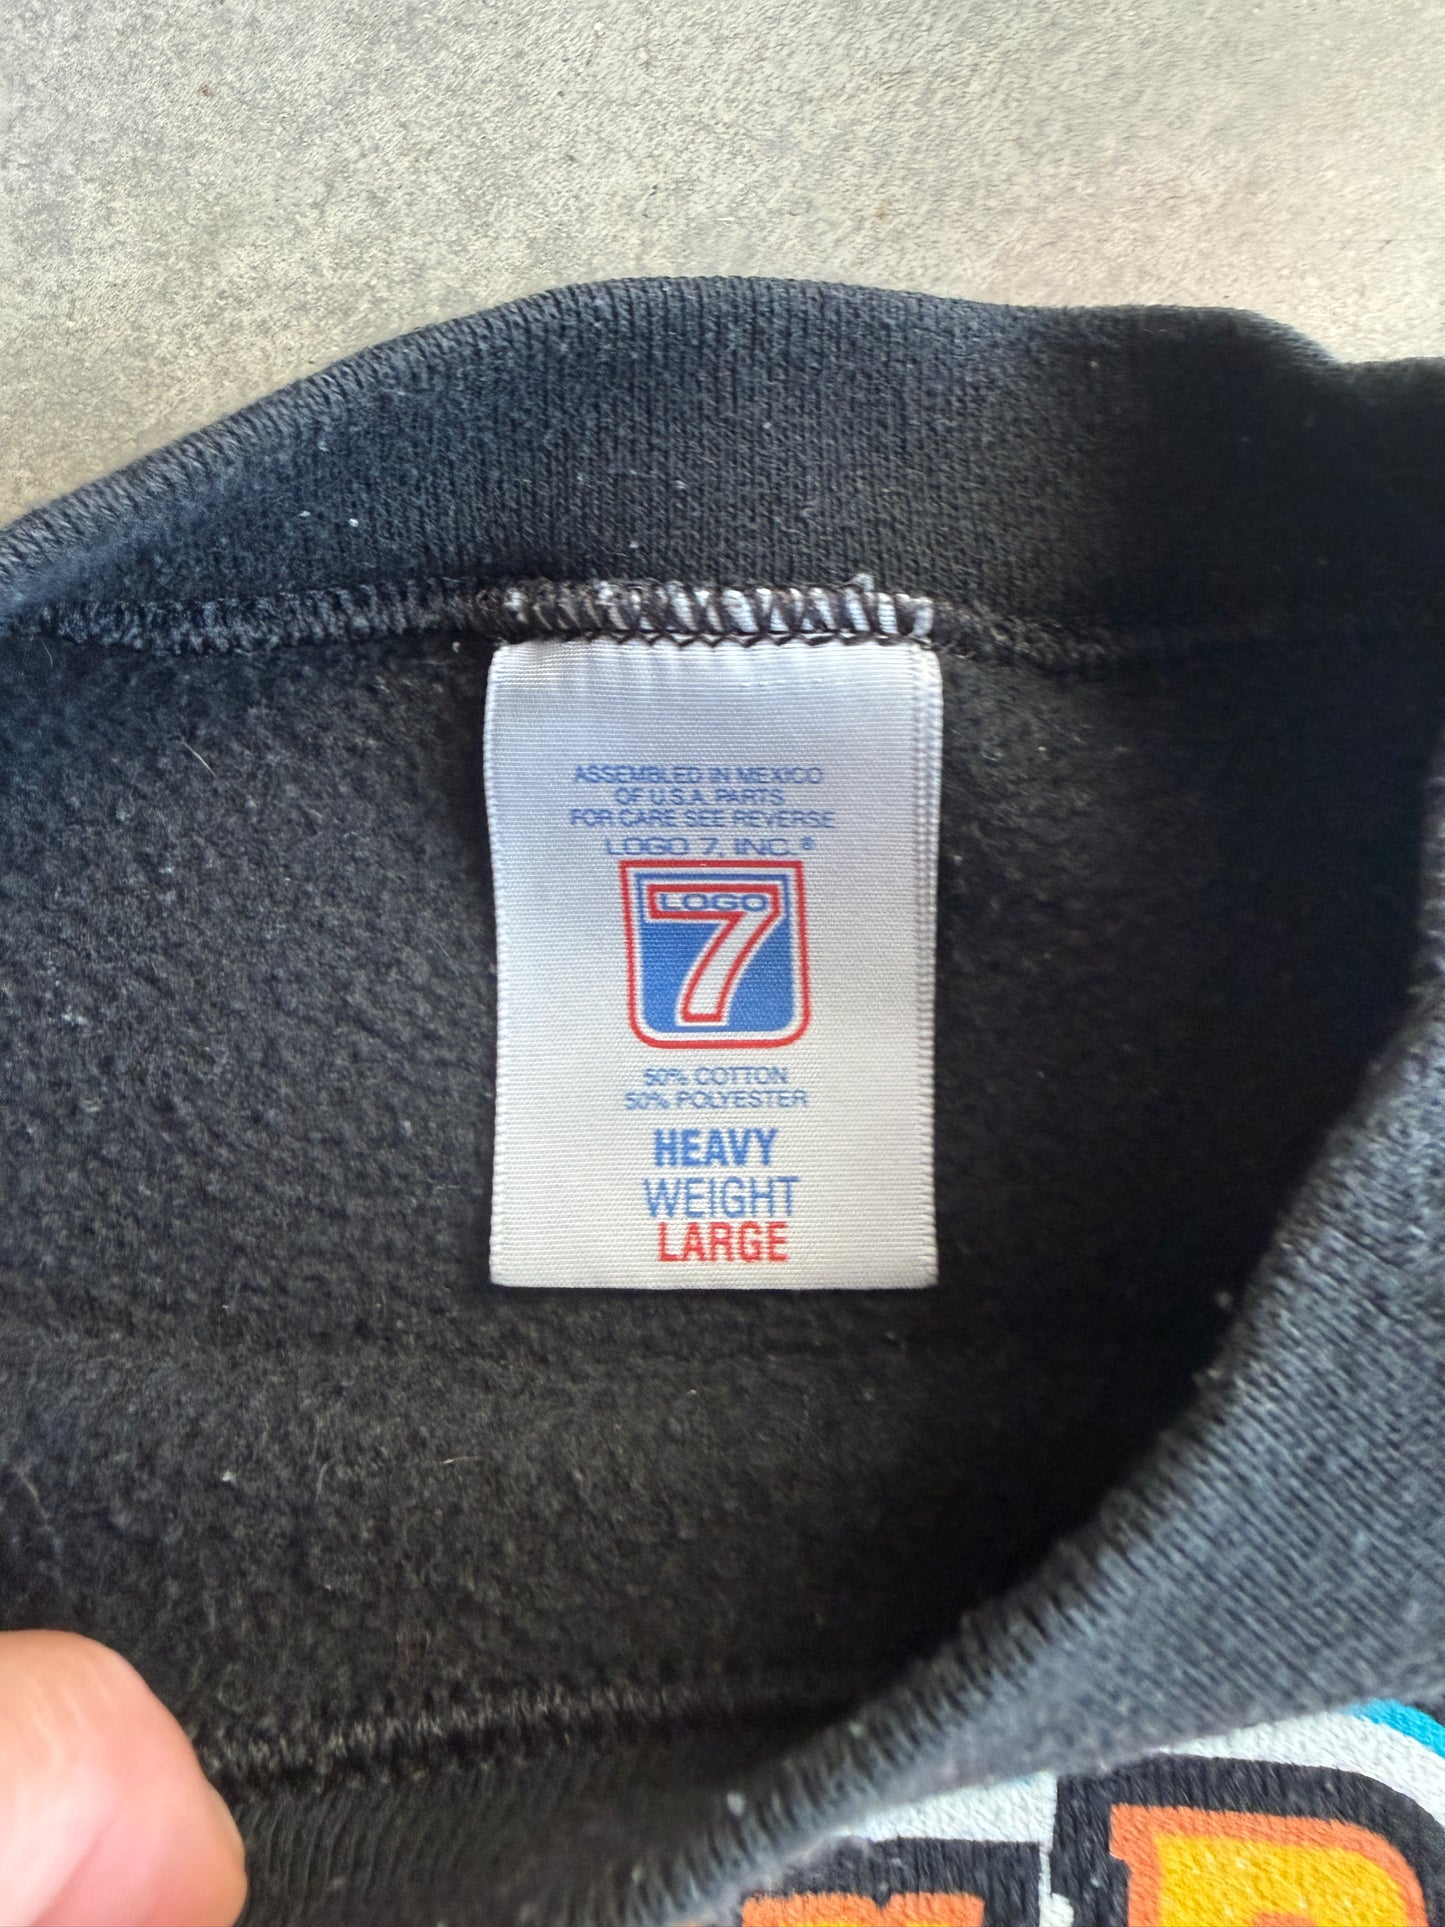 ASSEMBLED IN MEXICO
OF U.S.A. PARTS
FOR CARE SEE REVERSE
LOGO 7, INC.®
LOGO
7
50% COTTON
50% POLYESTER
HEAVY
WEIGHT
LARGE